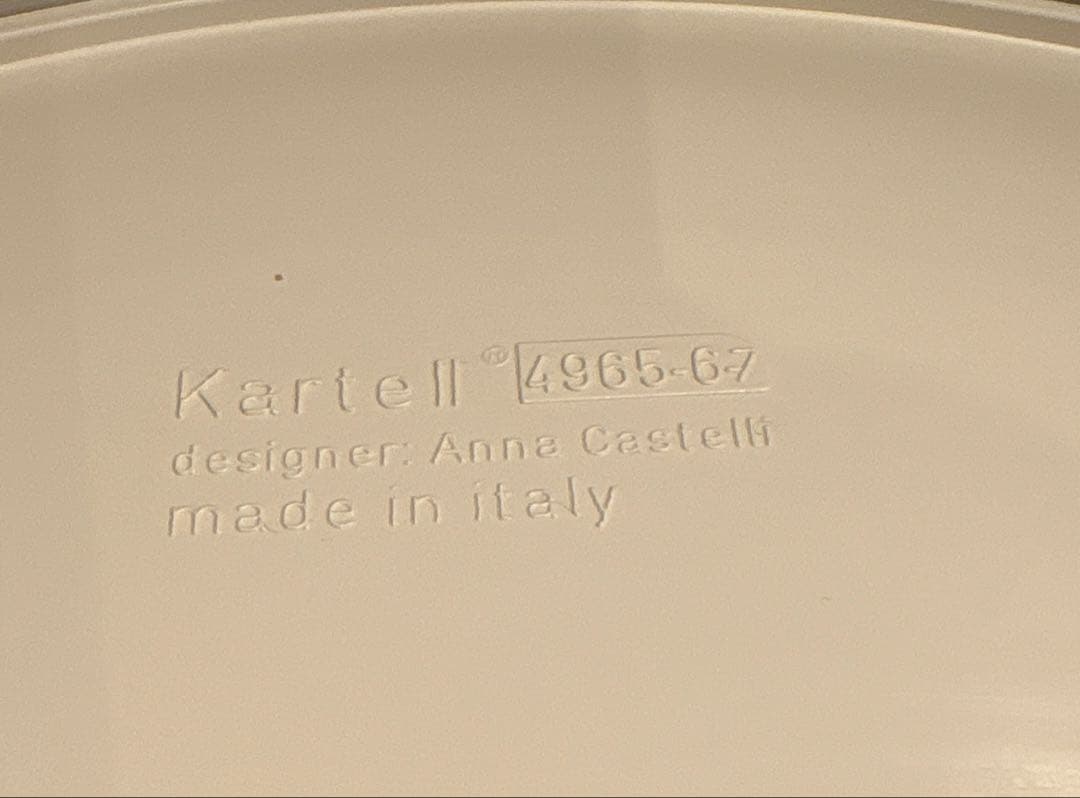 Kartell® 4965-67
designer: Anna Castelli
made in italy